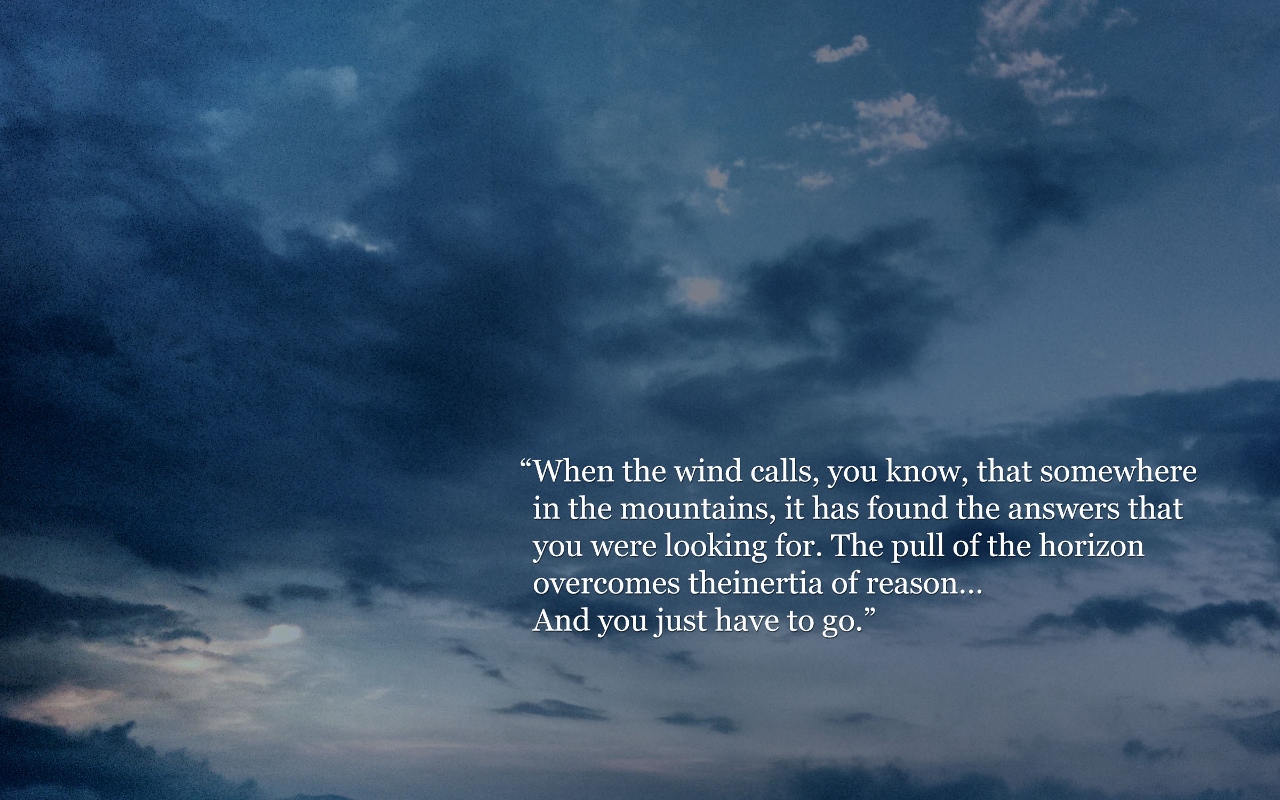 “When the wind calls, you know, that somewhere
in the mountains, it has found the answers that
you were looking for. The pull of the horizon
overcomes theinertia of reason...
And you just have to go.”